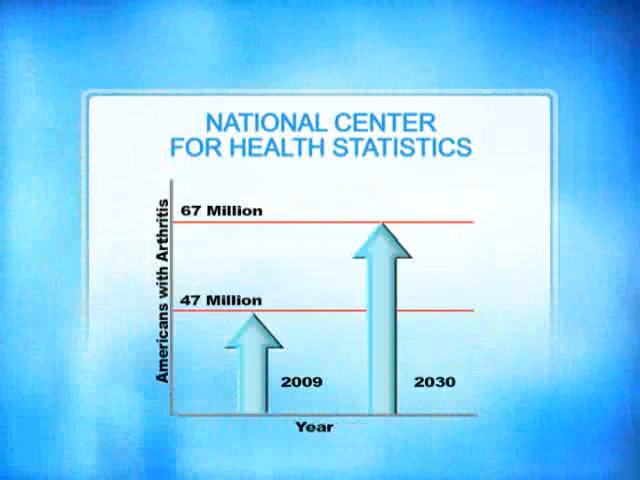 NATIONAL CENTER
FOR HEALTH STATISTICS
67 Million
47 Million
Americans with Arthritis
2009
2030
Year